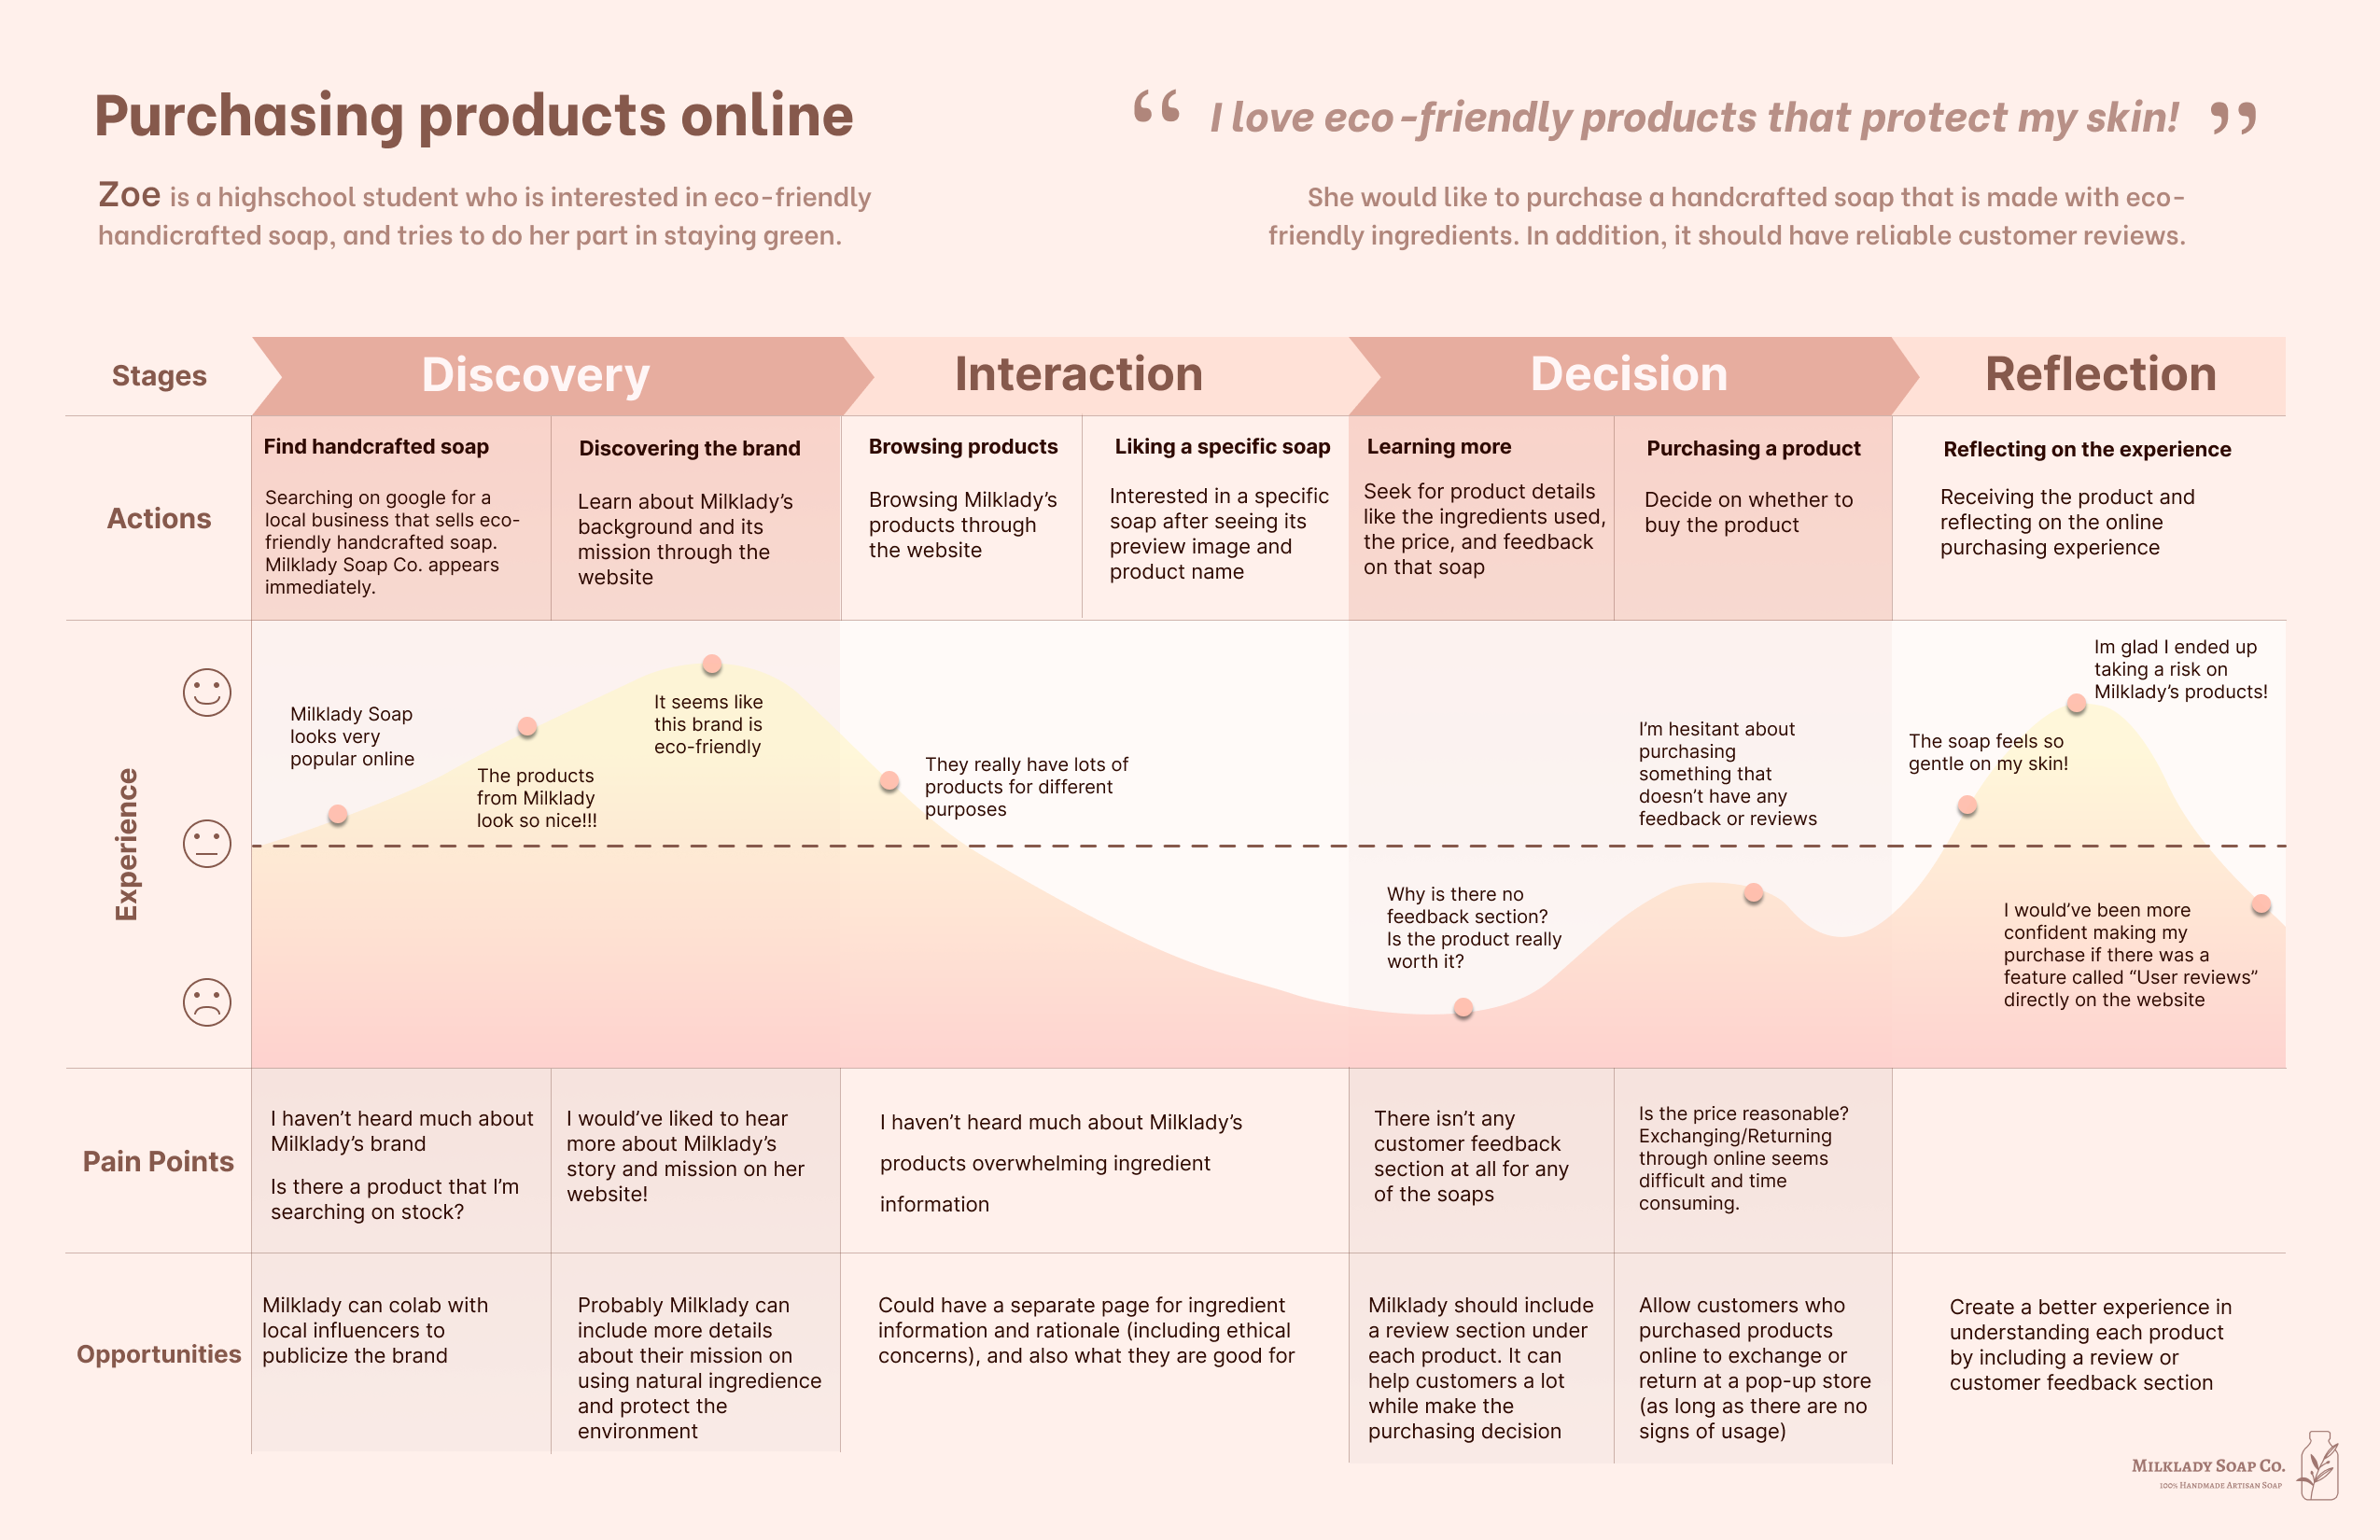 Purchasing products online
“ I love eco-friendly products that protect my skin! ”
Zoe is a highschool student who is interested in eco-friendly
handicrafted soap, and tries to do her part in staying green.
She would like to purchase a handcrafted soap that is made with eco-
friendly ingredients. In addition, it should have reliable customer reviews.
Stages
Discovery
Interaction
Decision
Reflection
Actions
Find handcrafted soap
Searching on google for a
local business that sells eco-
friendly handcrafted soap.
Milklady Soap Co. appears
immediately.
Discovering the brand
Learn about Milklady’s
background and its
mission through the
website
Browsing products
Browsing Milklady’s
products through
the website
Liking a specific soap
Interested in a specific
soap after seeing its
preview image and
product name
Learning more
Seek for product details
like the ingredients used,
the price, and feedback
on that soap
Purchasing a product
Decide on whether to
buy the product
Reflecting on the experience
Receiving the product and
reflecting on the online
purchasing experience
Experience
Milklady Soap
looks very
popular online
The products
from Milklady
look so nice!!!
It seems like
this brand is
eco-friendly
They really have lots of
products for different
purposes
Why is there no
feedback section?
Is the product really
worth it?
I’m hesitant about
purchasing
something that
doesn’t have any
feedback or reviews
The soap feels so
gentle on my skin!
Im glad I ended up
taking a risk on
Milklady’s products!
I would’ve been more
confident making my
purchase if there was a
feature called “User reviews”
directly on the website
Pain Points
I haven’t heard much about
Milklady’s brand
Is there a product that I’m
searching on stock?
I would’ve liked to hear
more about Milklady’s
story and mission on her
website!
I haven’t heard much about Milklady’s
products overwhelming ingredient
information
There isn’t any
customer feedback
section at all for any
of the soaps
Is the price reasonable?
Exchanging/Returning
through online seems
difficult and time
consuming.
Opportunities
Milklady can colab with
local influencers to
publicize the brand
Probably Milklady can
include more details
about their mission on
using natural ingredience
and protect the
environment
Could have a separate page for ingredient
information and rationale (including ethical
concerns), and also what they are good for
Milklady should include
a review section under
each product. It can
help customers a lot
while make the
purchasing decision
Allow customers who
purchased products
online to exchange or
return at a pop-up store
(as long as there are no
signs of usage)
Create a better experience in
understanding each product
by including a review or
customer feedback section
Milklady Soap Co.
100% Handmade Artisan Soap